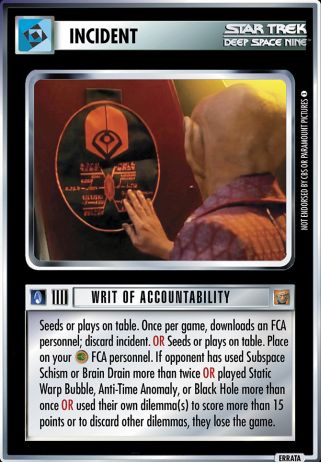 INCIDENT
STAR TREK
DEEP SPACE NINE
NOT ENDORSED BY CBS OR PARAMOUNT PICTURES
WRIT OF ACCOUNTABILITY
Seeds or plays on table. Once per game, downloads an FCA
personnel; discard incident. OR Seeds or plays on table. Place
on your FCA personnel. If opponent has used Subspace
Schism or Brain Drain more than twice OR played Static
Warp Bubble, Anti-Time Anomaly, or Black Hole more than
once OR used their own dilemma(s) to score more than 15
points or to discard other dilemmas, they lose the game.
ERRATA